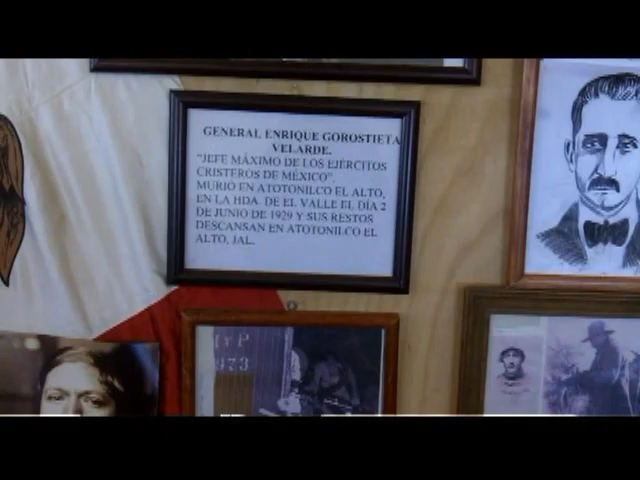 GENERAL ENRIQUE GOROSTIETA
VELARDE.
"JEFE MÁXIMO DE LOS EJÉRCITOS
CRISTEROS DE MÉXICO".
MURIÓ EN ATOTONILCO EL ALTO,
EN LA HDA. DE EL VALLE EL DÍA 2
DE JUNIO DE 1929 Y SUS RESTOS
DESCANSAN EN ATOTONILCO EL
ALTO, JAL.